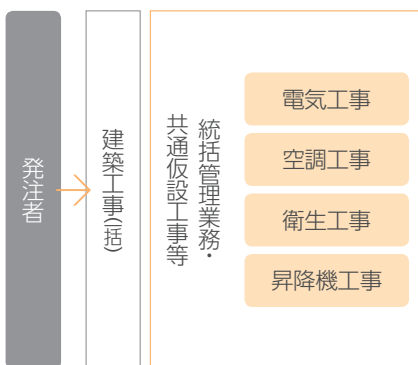 発注者
建築工事(一括)
統括管理業務・
共通仮設工事等
電気工事
空調工事
衛生工事
昇降機工事